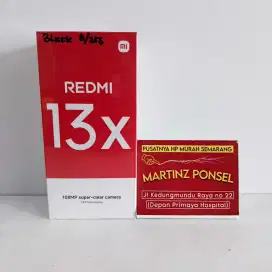 Black 8/256
mi
REDMI
13x
108MP super-color camera
PUSATNYA HP MURAH SEMARANG
MARTINZ PONSEL
Jl Kedungmundu Raya no 22
(Depan Primaya Hospital)